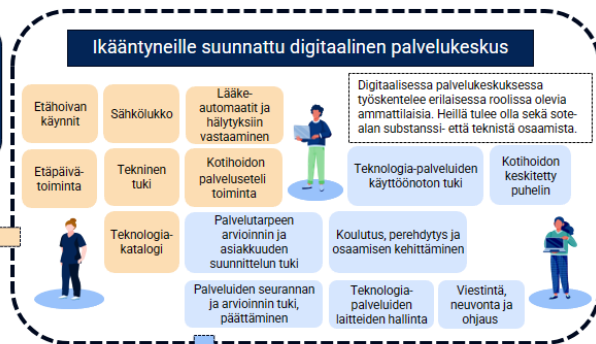 Ikääntyneille suunnattu digitaalinen palvelukeskus
Etähoivan
käynnit
Sähkölukko
Lääke-
automaatit ja
hälytyksiin
vastaaminen
Digitaalisessa palvelukeskuksessa
työskentelee erilaisessa roolissa olevia
ammattilaisia. Heillä tulee olla sekä sote-
alan substanssi- että teknistä osaamista.
Etäpäivä-
toiminta
Tekninen
tuki
Kotihoidon
palveluseteli
toiminta
Teknologia-palveluiden
käyttöönoton tuki
Kotihoidon
keskitetty
puhelin
Teknologia-
katalogi
Palvelutarpeen
arvioinnin ja
asiakkuuden
suunnittelun tuki
Koulutus, perehdytys ja
osaamisen kehittäminen
Palveluiden seurannan
ja arvioinnin tuki,
päättäminen
Teknologia-
palveluiden
laitteiden hallinta
Viestintä,
neuvonta ja
ohjaus